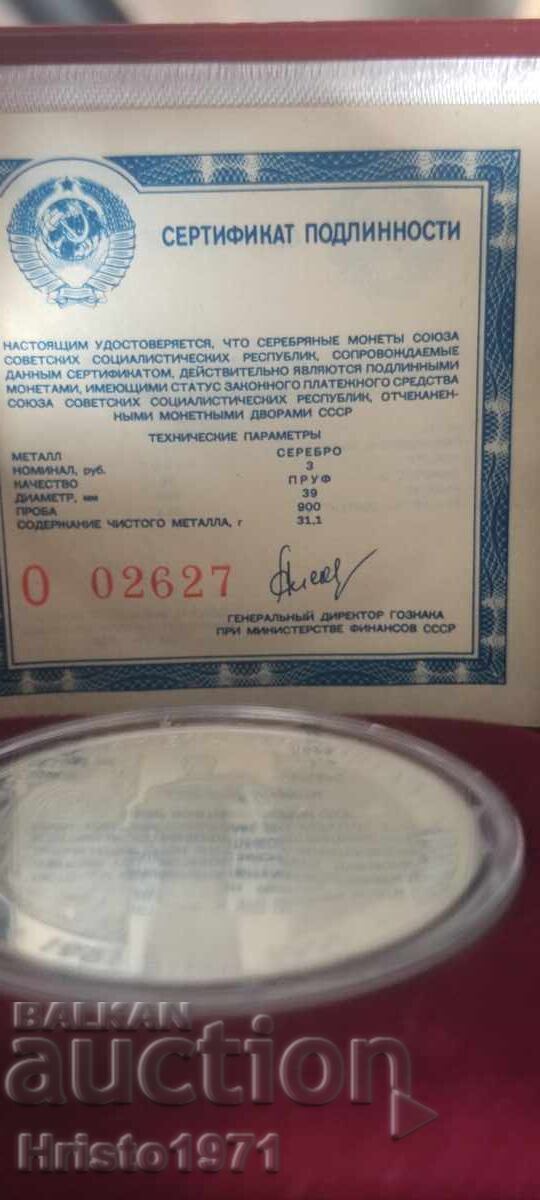 СЕРТИФИКАТ ПОДЛИННОСТИ
НАСТОЯЩИМ УДОСТОВЕРЯЕТСЯ, ЧТО СЕРЕБРЯНЫЕ МОНЕТЫ СОЮЗА
СОВЕТСКИХ СОЦИАЛИСТИЧЕСКИХ РЕСПУБЛИК, СОПРОВОЖДАЕМЫЕ
ДАННЫМ СЕРТИФИКАТОМ, ДЕЙСТВИТЕЛЬНО ЯВЛЯЮТСЯ ПОДЛИННЫМИ
МОНЕТАМИ, ИМЕЮЩИМИ СТАТУС ЗАКОННОГО ПЛАТЕЖНОГО СРЕДСТВА
СОЮЗА СОВЕТСКИХ СОЦИАЛИСТИЧЕСКИХ РЕСПУБЛИК, ОТЧЕКАНЕН-
НЫМИ МОНЕТНЫМИ ДВОРАМИ СССР
ТЕХНИЧЕСКИЕ ПАРАМЕТРЫ
МЕТАЛЛ СЕРЕБРО
НОМИНАЛ, руб. 3
КАЧЕСТВО ПРУФ
ДИАМЕТР, мм 39
ПРОБА 900
СОДЕРЖАНИЕ ЧИСТОГО МЕТАЛЛА, г 31,1
О 02627
ГЕНЕРАЛЬНЫЙ ДИРЕКТОР ГОЗНАКА
ПРИ МИНИСТЕРСТВЕ ФИНАНСОВ СССР
BALKAN
auction
Hristo1971